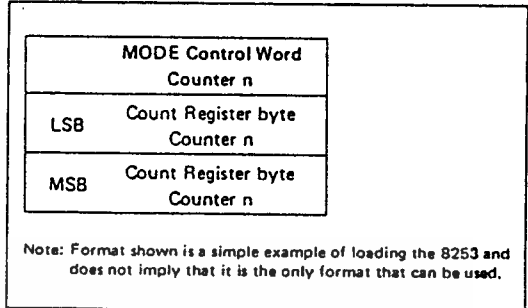 MODE Control Word
Counter n
LSB Count Register byte
Counter n
MSB Count Register byte
Counter n
Note: Format shown is a simple example of loading the 8253 and
does not imply that it is the only format that can be used.